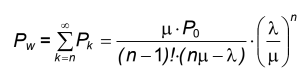 P_w = \sum_{k=n}^{\infty} P_k = \frac{\mu \cdot P_0}{(n-1)! \cdot (n\mu - \lambda)} \cdot \left(\frac{\lambda}{\mu}\right)^n